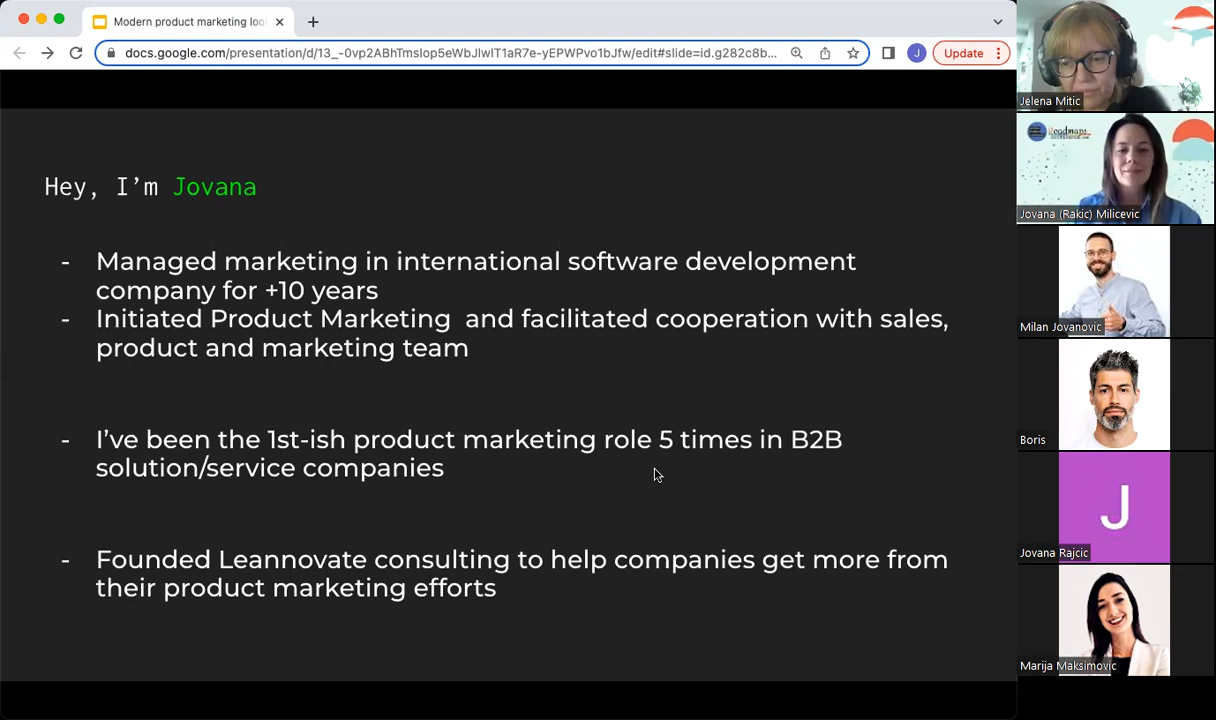 Modern product marketing loo
docs.google.com/presentation/d/13_-0vp2ABhTmsIop5eWbJlwIT1aR7e-yEPWPvo1bJfw/edit#slide=id.g282c8b...
J
Update
Hey, I’m Jovana
- Managed marketing in international software development
company for +10 years
- Initiated Product Marketing and facilitated cooperation with sales,
product and marketing team
- I’ve been the 1st-ish product marketing role 5 times in B2B
solution/service companies
- Founded Leannovate consulting to help companies get more from
their product marketing efforts
Jelena Mitic
Roadmaps
Jovana (Rakic) Milicevic
Milan Jovanovic
Boris
J
Jovana Rajcic
Marija Maksimovic